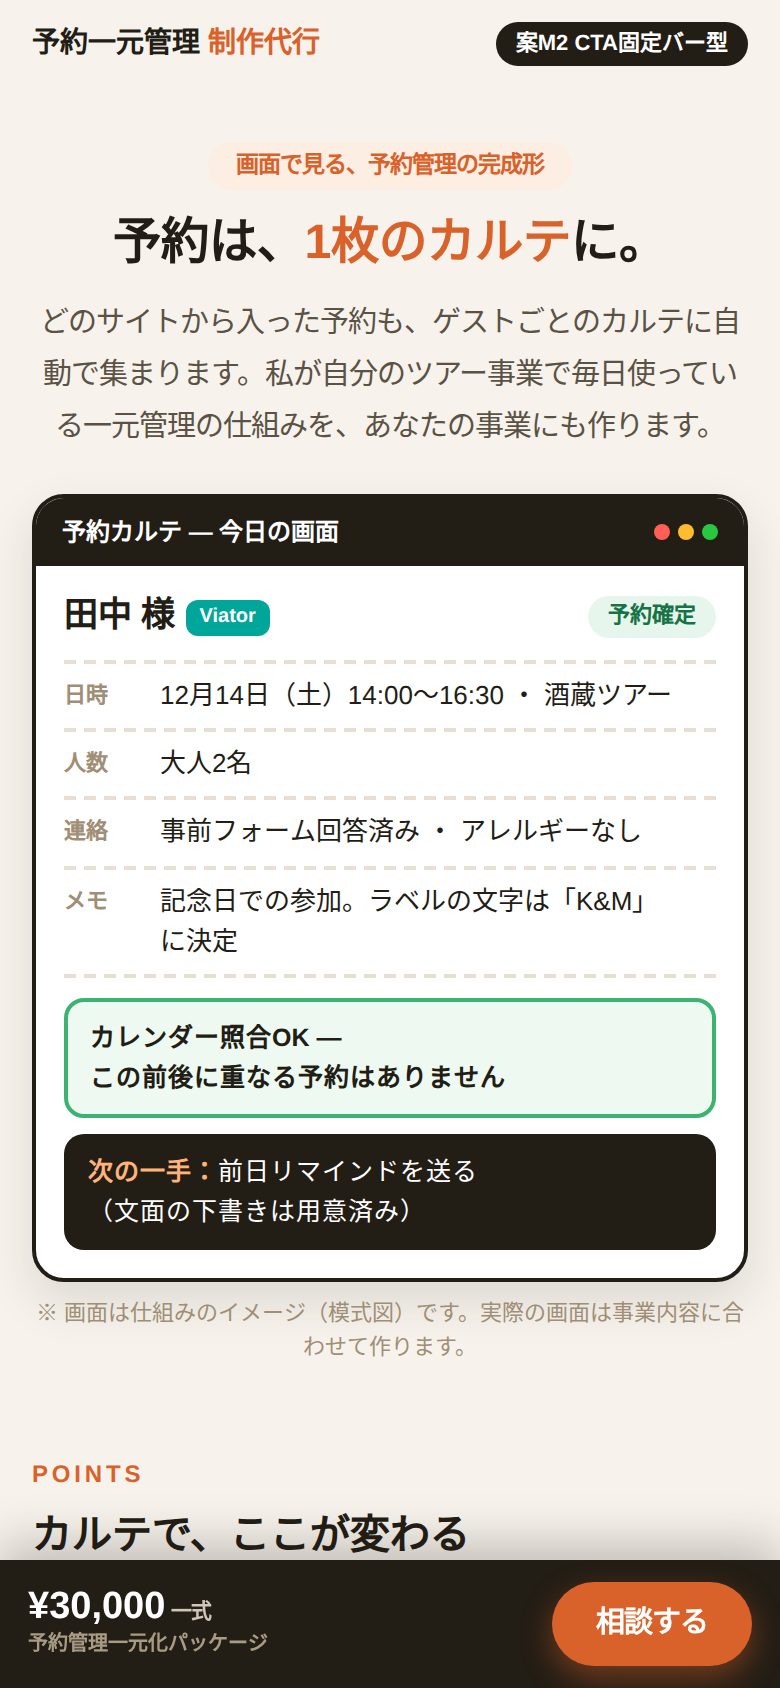 予約一元管理 制作代行
案M2 CTA固定バー型
画面で見る、予約管理の完成形
予約は、1枚のカルテに。
どのサイトから入った予約も、ゲストごとのカルテに自
動で集まります。私が自分のツアー事業で毎日使ってい
る一元管理の仕組みを、あなたの事業にも作ります。
予約カルテ — 今日の画面
田中 様 Viator 予約確定
日時 12月14日（土）14:00〜16:30 ・ 酒蔵ツアー
人数 大人2名
連絡 事前フォーム回答済み ・ アレルギーなし
メモ 記念日での参加。ラベルの文字は「K&M」
に決定
カレンダー照合OK —
この前後に重なる予約はありません
次の一手：前日リマインドを送る
（文面の下書きは用意済み）
※ 画面は仕組みのイメージ（模式図）です。実際の画面は事業内容に合
わせて作ります。
POINTS
カルテで、ここが変わる
¥30,000 一式
予約管理一元化パッケージ
相談する